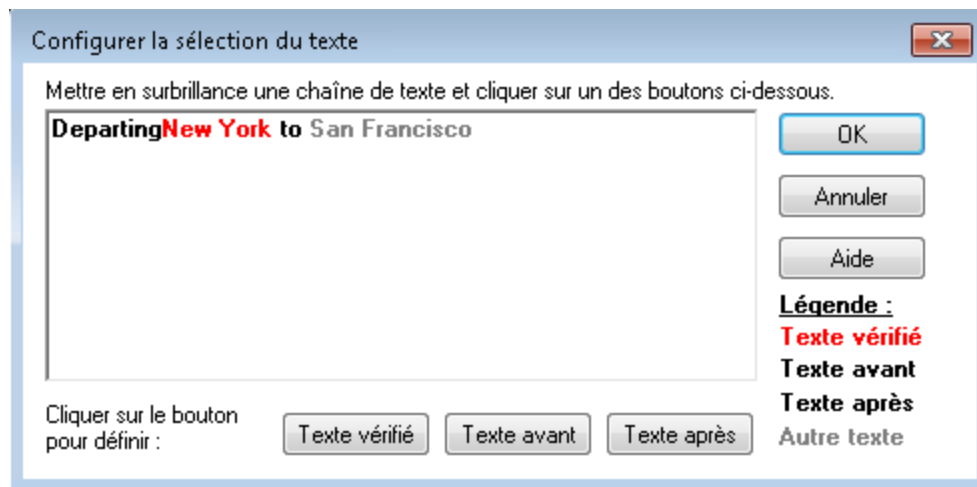 Configurer la sélection du texte
Mettre en surbrillance une chaîne de texte et cliquer sur un des boutons ci-dessous.
DepartingNew York to San Francisco
OK
Annuler
Aide
Légende :
Texte vérifié
Texte avant
Texte après
Autre texte
Cliquer sur le bouton
pour définir :
Texte vérifié
Texte avant
Texte après